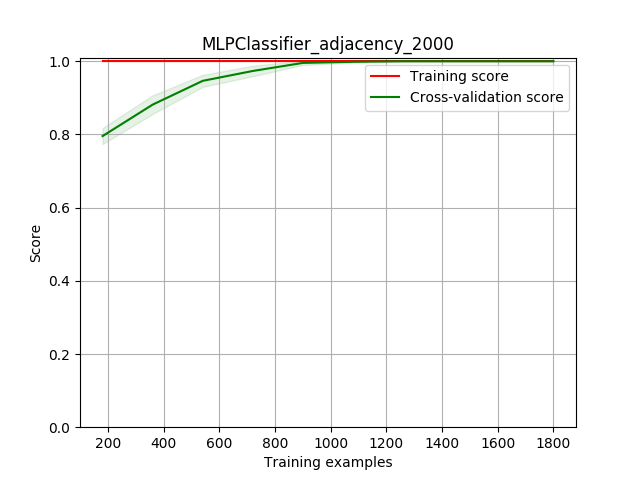 MLPClassifier_adjacency_2000
1.0
0.8
0.6
0.4
0.2
0.0
Score
Training score
Cross-validation score
200 400 600 800 1000 1200 1400 1600 1800
Training examples